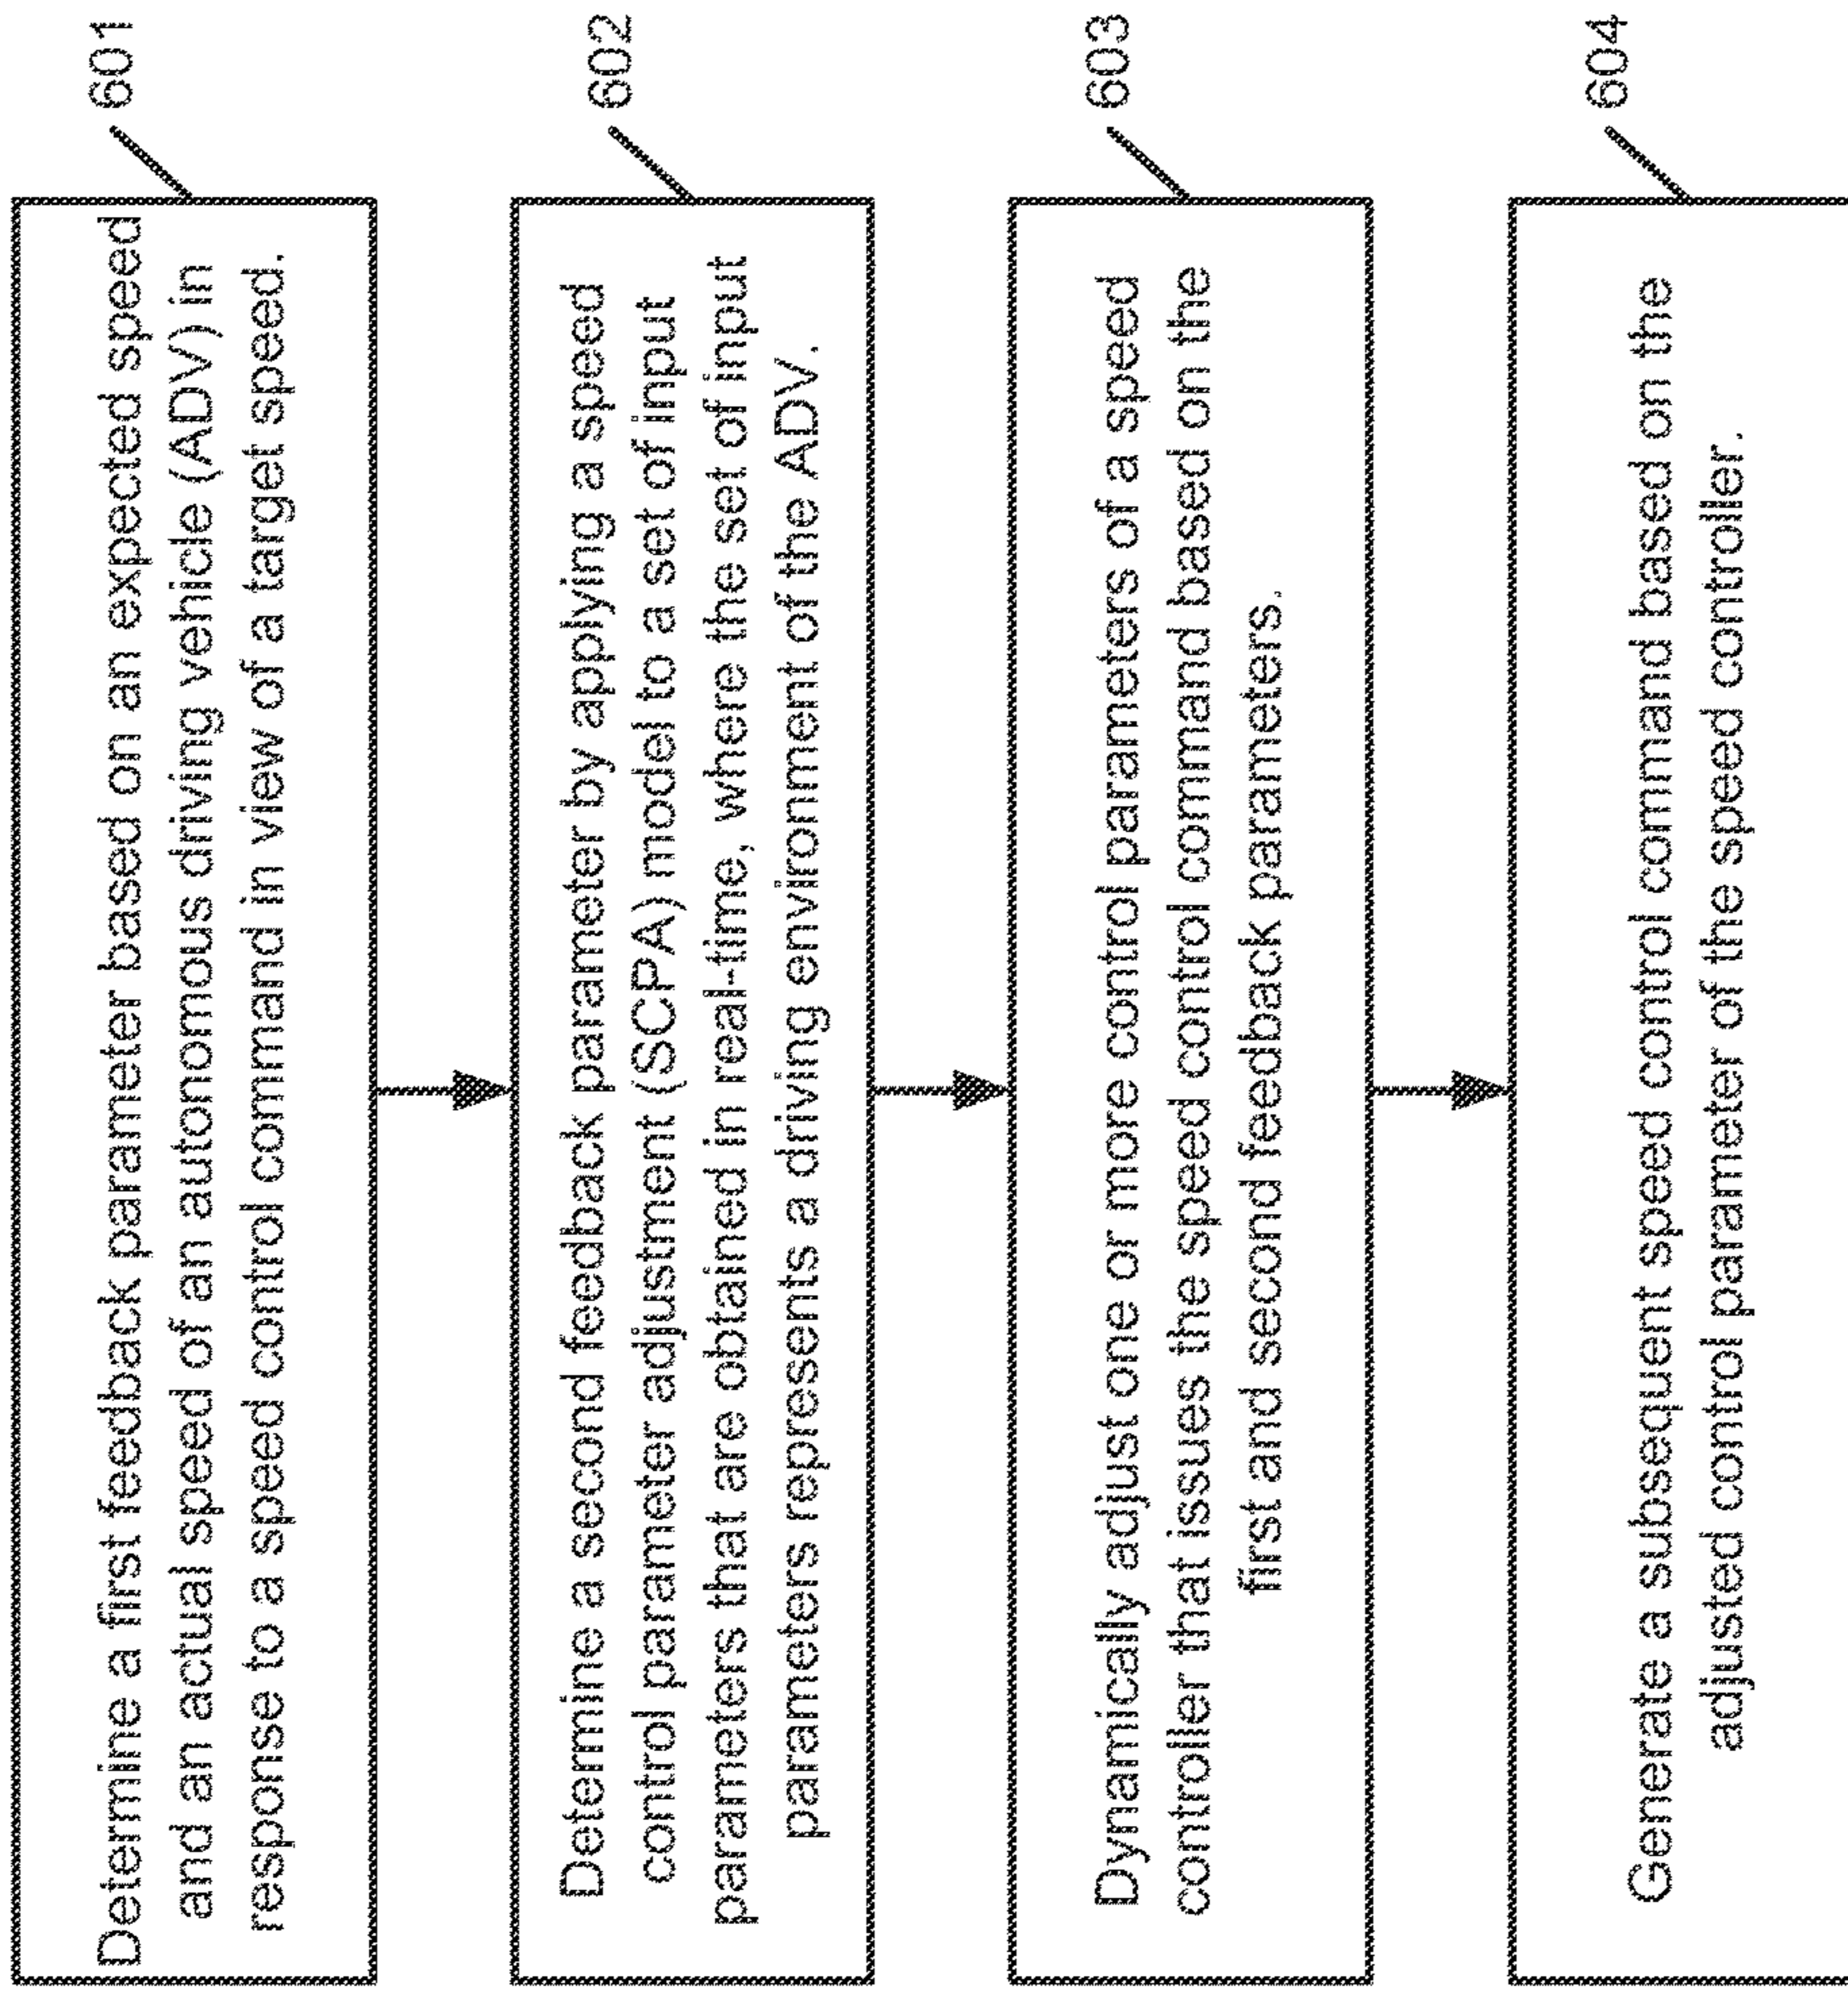 601
Determine a first feedback parameter based on an expected speed
and an actual speed of an autonomous driving vehicle (ADV) in
response to a speed control command in view of a target speed.
602
Determine a second feedback parameter by applying a speed
control parameter adjustment (SCPA) model to a set of input
parameters that are obtained in real-time, where the set of input
parameters represents a driving environment of the ADV.
603
Dynamically adjust one or more control parameters of a speed
controller that issues the speed control command based on the
first and second feedback parameters.
604
Generate a subsequent speed control command based on the
adjusted control parameter of the speed controller.